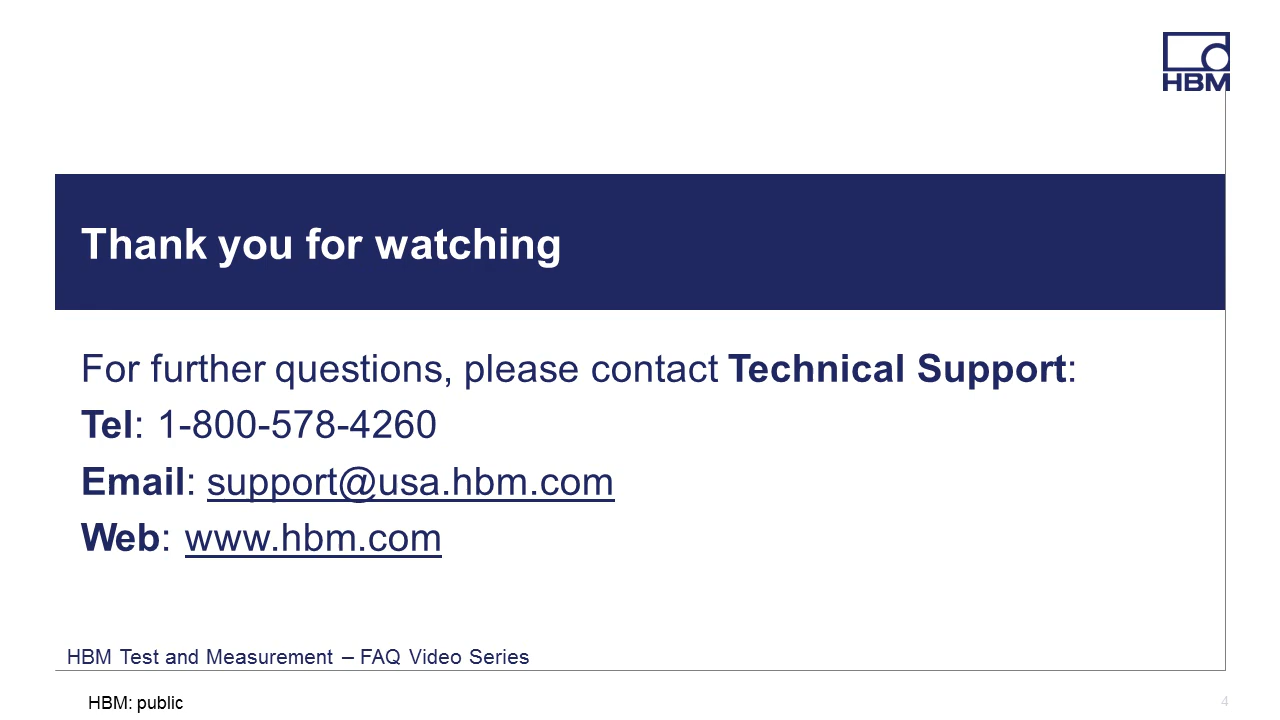 HBM
Thank you for watching
For further questions, please contact Technical Support:
Tel: 1-800-578-4260
Email: support@usa.hbm.com
Web: www.hbm.com
HBM Test and Measurement – FAQ Video Series
HBM: public
4